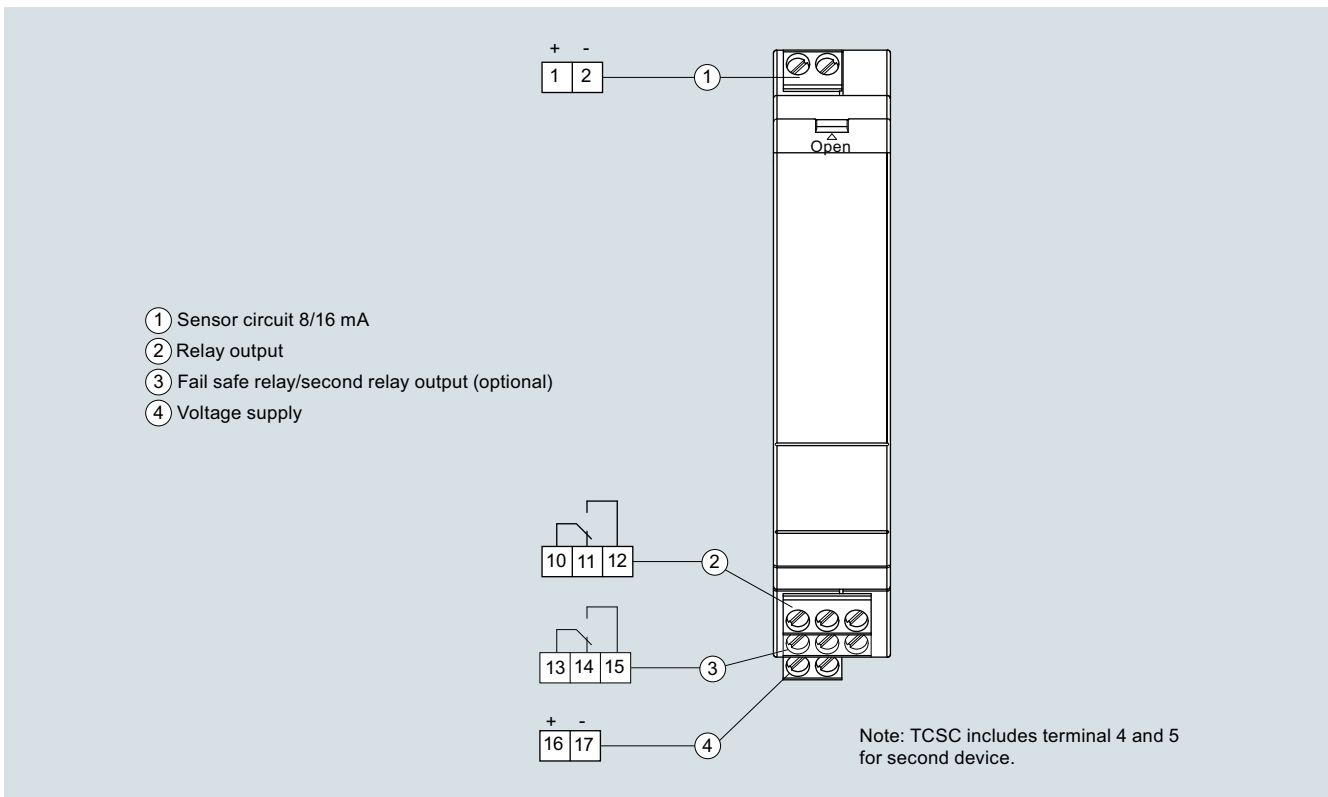 + -
1 2
1
Open
1 Sensor circuit 8/16 mA
2 Relay output
3 Fail safe relay/second relay output (optional)
4 Voltage supply
10 11 12
2
13 14 15
3
+ -
16 17
4
Note: TCSC includes terminal 4 and 5
for second device.